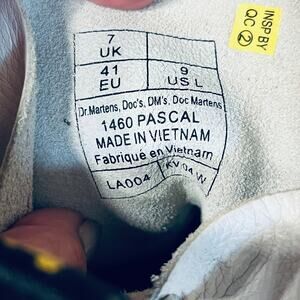 INSP BY
QC 2
7
UK
41 9
EU US L
Dr.Martens, Doc's, DM's, Doc Martens
1460 PASCAL
MADE IN VIETNAM
Fabriqué en Vietnam
LA004 KV 04 W